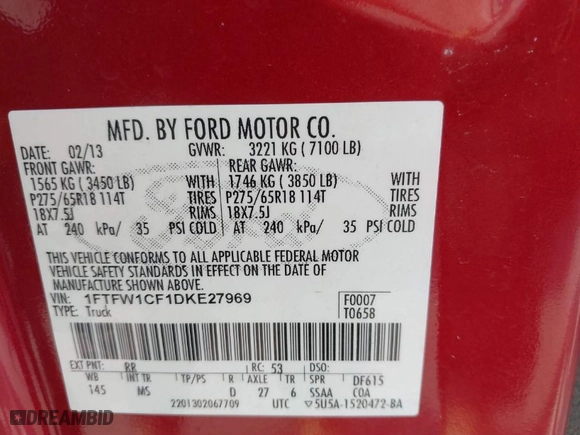 MFD. BY FORD MOTOR CO.
DATE: 02/13 GVWR: 3221 KG ( 7100 LB)
FRONT GAWR: REAR GAWR:
1565 KG ( 3450 LB) WITH 1746 KG ( 3850 LB) WITH
P275/65R18 114T TIRES P275/65R18 114T TIRES
18X7.5J RIMS 18X7.5J RIMS
AT 240 kPa/ 35 PSI COLD AT 240 kPa/ 35 PSI COLD
THIS VEHICLE CONFORMS TO ALL APPLICABLE FEDERAL MOTOR
VEHICLE SAFETY STANDARDS IN EFFECT ON THE DATE OF
MANUFACTURE SHOWN ABOVE.
VIN: 1FTFW1CF1DKE27969 F0007
TYPE: Truck T0658
EXT PNT: RR RC: 53 DSO:
WB INT TR TP/PS R AXLE TR SPR DF615
145 MS D 27 6 SSAA COA
2201302067709 UTC ▽5U5A-1520472-BA
DREAMBID